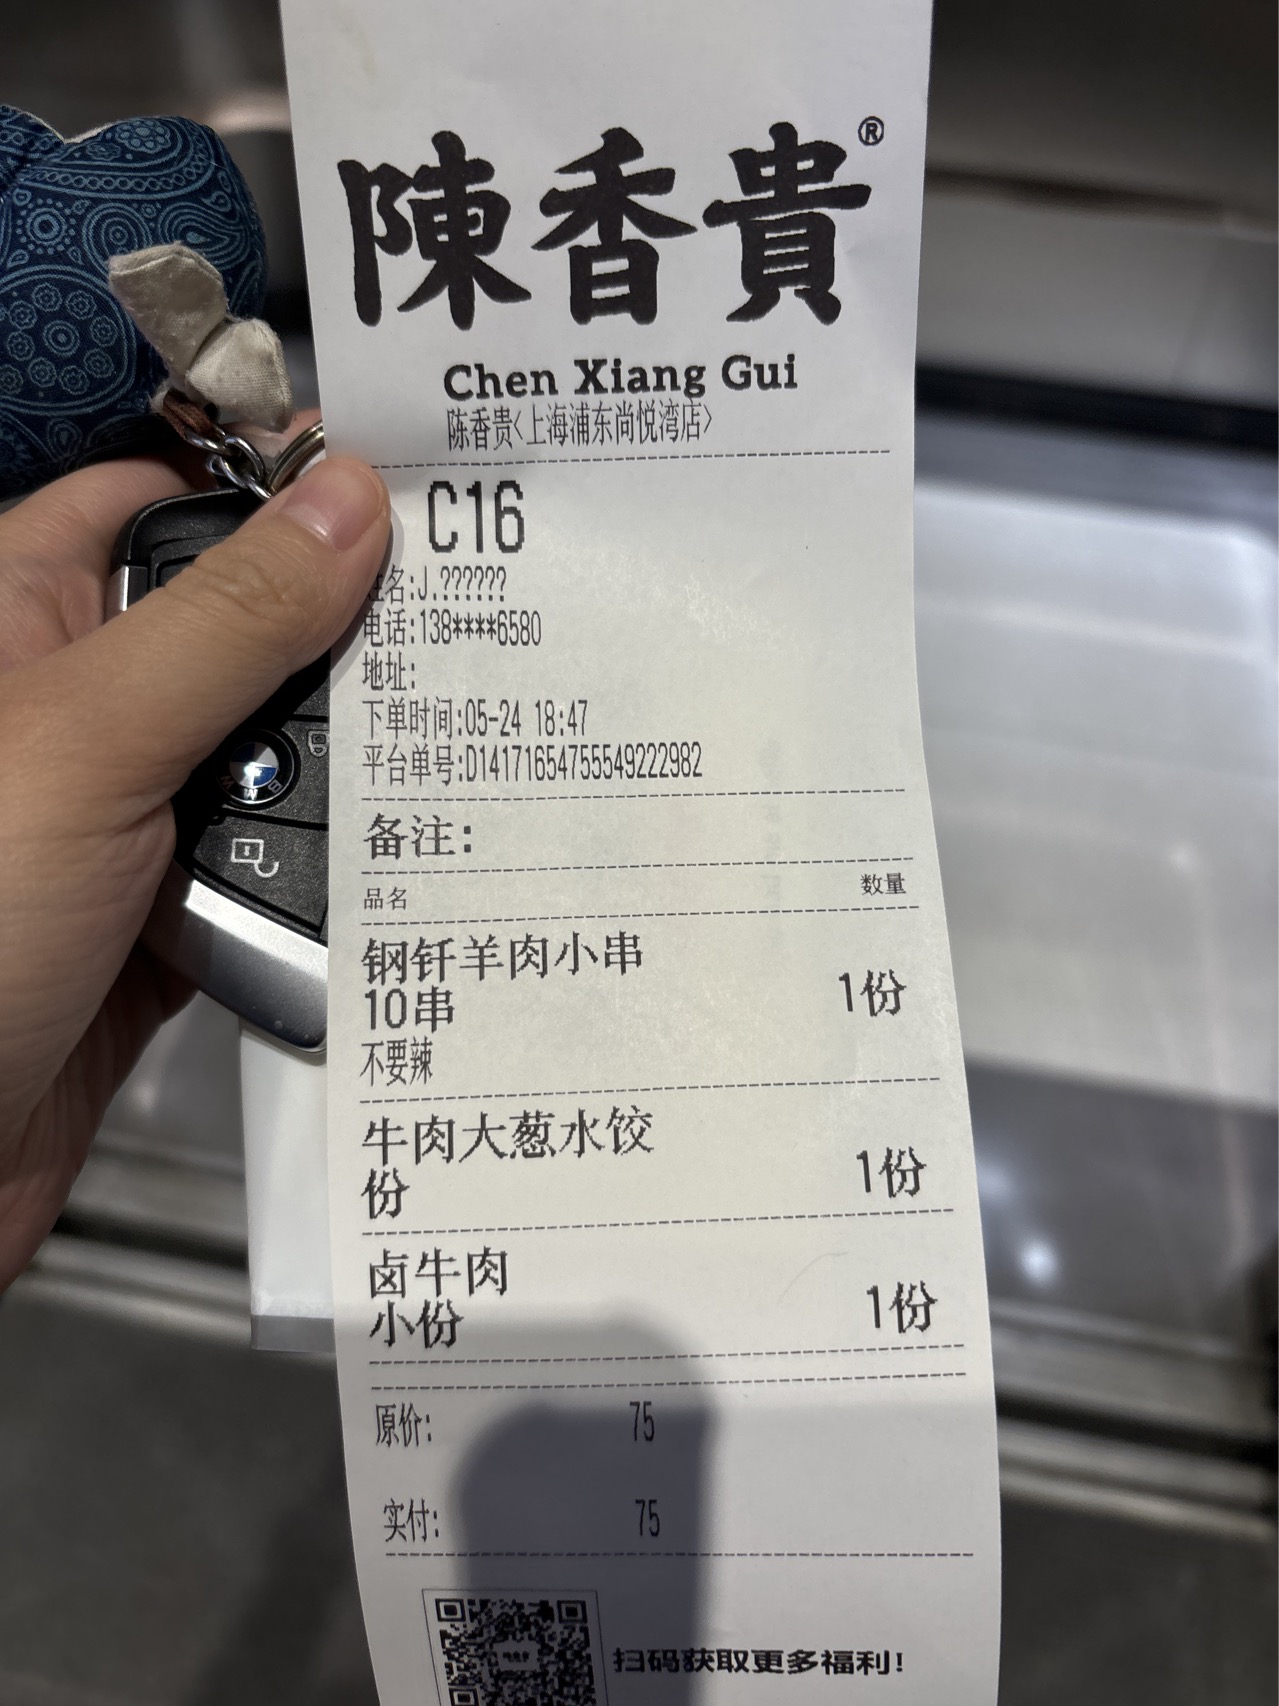 陳香貴®
Chen Xiang Gui
陈香贵<上海浦东尚悦湾店>
C16
姓名:J.??????
电话:138****6580
地址:
下单时间:05-24 18:47
平台单号:D14171654755549222982
备注:
品名 数量
钢钎羊肉小串
10串 1份
不要辣
牛肉大葱水饺
份 1份
卤牛肉
小份 1份
原价: 75
实付: 75
扫码获取更多福利!
BMW